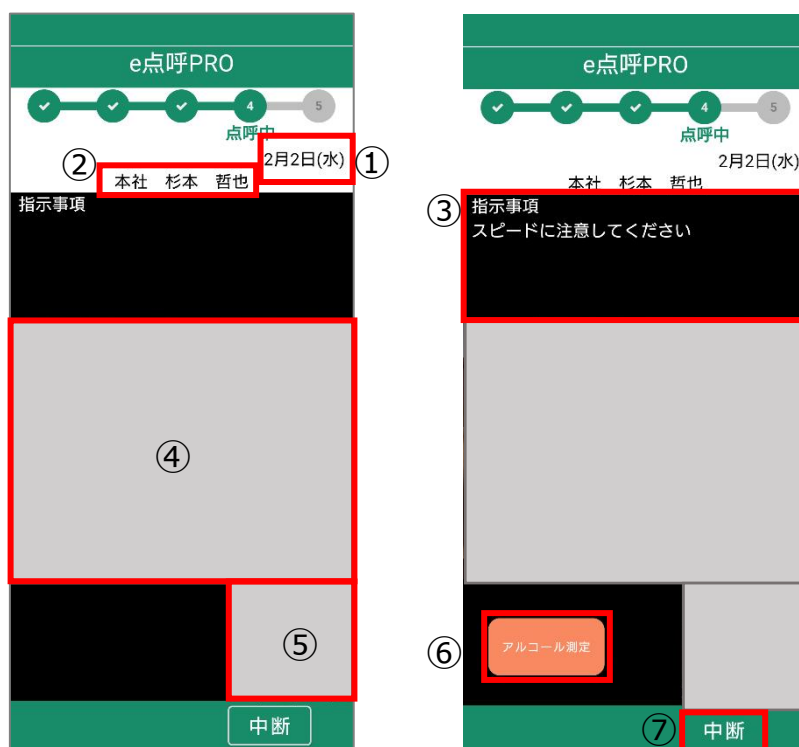 e点呼PRO
4
5
点呼中
2月2日(水)
①
②
本社 杉本 哲也
指示事項
④
⑤
中断
e点呼PRO
4
5
点呼中
2月2日(水)
本社 杉本 哲也
③
指示事項
スピードに注意してください
⑥
アルコール測定
⑦
中断